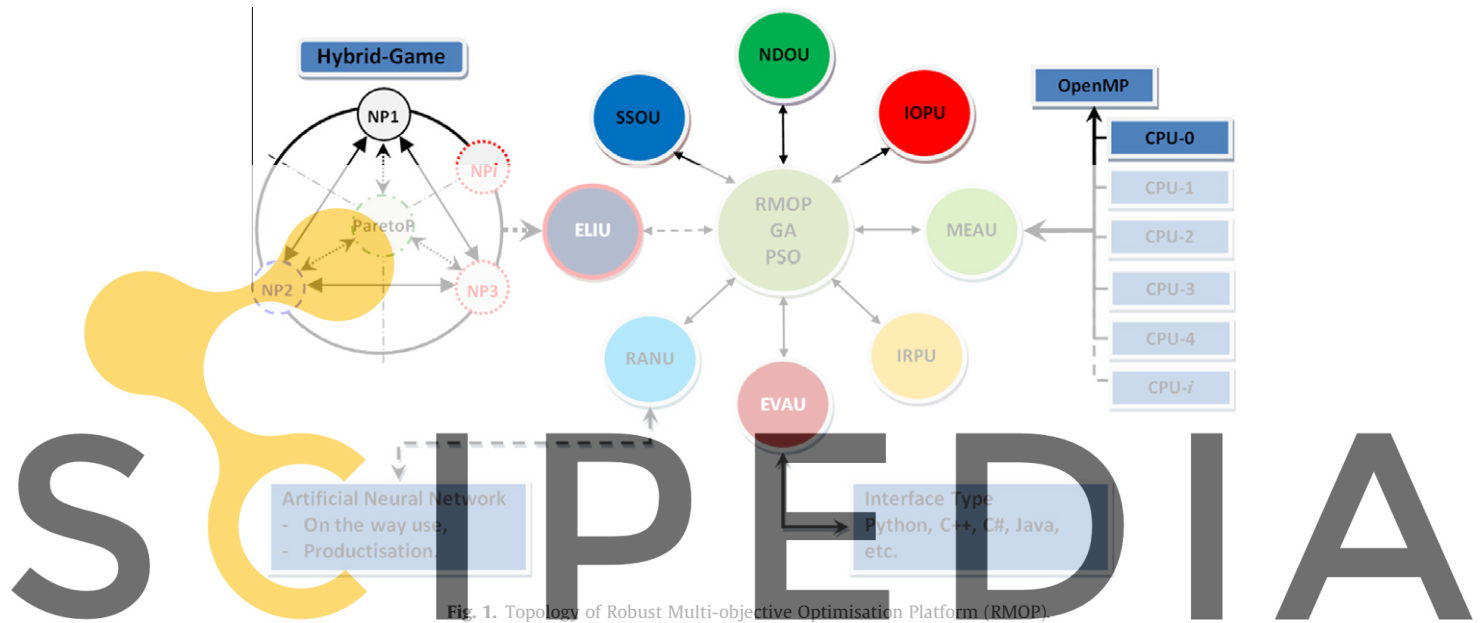 Hybrid-Game
NP1
NPi
ParetoP
NP2
NP3
NDOU
SSOU
IOPU
ELIU
RMOP
GA
PSO
MEAU
RANU
IRPU
EVAU
OpenMP
CPU-0
CPU-1
CPU-2
CPU-3
CPU-4
CPU-i
Artificial Neural Network
- On the way use,
- Productisation.
Interface Type
Python, C++, C#, Java,
etc.
SCIPEDIA
Fig. 1. Topology of Robust Multi-objective Optimisation Platform (RMOP).